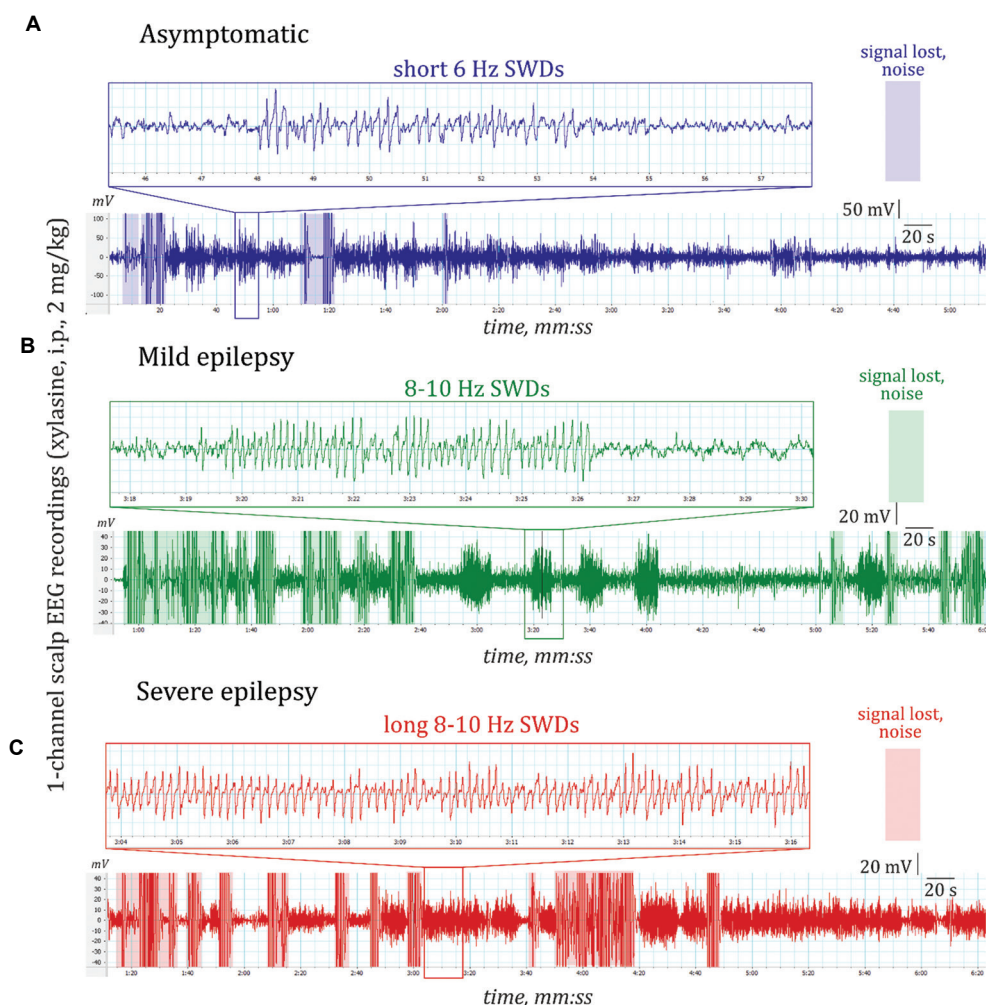 1-channel scalp EEG recordings (xylasine, i.p., 2 mg/kg)
A
Asymptomatic
short 6 Hz SWDs
signal lost,
noise
46 47 48 49 50 51 52 53 54 55 56 57
mV
50 mV
20 s
100
50
0
-50
-100
20 40 1:00 1:20 1:40 2:00 2:20 2:40 3:00 3:20 3:40 4:00 4:20 4:40 5:00
time, mm:ss
B
Mild epilepsy
8-10 Hz SWDs
signal lost,
noise
3:18 3:19 3:20 3:21 3:22 3:23 3:24 3:25 3:26 3:27 3:28 3:29 3:30
mV
20 mV
20 s
40
30
20
10
0
-10
-20
-30
-40
1:00 1:20 1:40 2:00 2:20 2:40 3:00 3:20 3:40 4:00 4:20 4:40 5:00 5:20 5:40 6:00
time, mm:ss
Severe epilepsy
C
long 8-10 Hz SWDs
signal lost,
noise
3:04 3:05 3:06 3:07 3:08 3:09 3:10 3:11 3:12 3:13 3:14 3:15 3:16
mV
20 mV
20 s
40
30
20
10
0
-10
-20
-30
-40
1:20 1:40 2:00 2:20 2:40 3:00 3:20 3:40 4:00 4:20 4:40 5:00 5:20 5:40 6:00 6:20
time, mm:ss